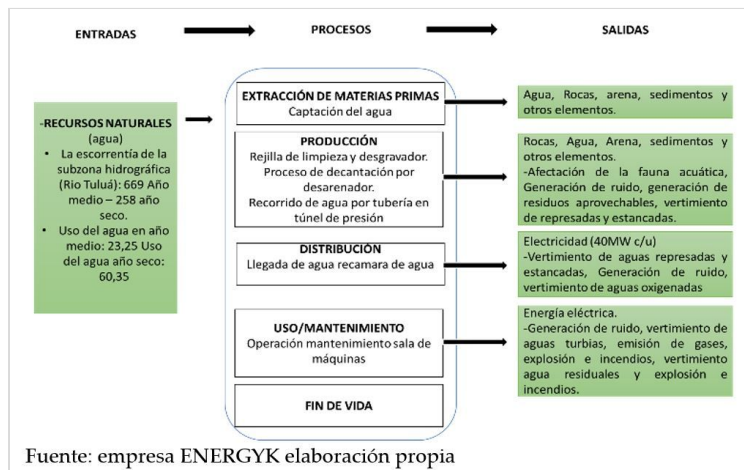 ENTRADAS
PROCESOS
SALIDAS
-RECURSOS NATURALES
(agua)
• La escorrentía de la
subzona hidrográfica
(Rio Tuluá): 669 Año
medio – 258 año
seco.
• Uso del agua en año
medio: 23,25 Uso
del agua año seco:
60,35
EXTRACCIÓN DE MATERIAS PRIMAS
Captación del agua
PRODUCCIÓN
Rejilla de limpieza y desgravador.
Proceso de decantación por
desarenador.
Recorrido de agua por tubería en
túnel de presión
DISTRIBUCIÓN
Llegada de agua recamara de agua
USO/MANTENIMIENTO
Operación mantenimiento sala de
máquinas
FIN DE VIDA
Agua, Rocas, arena, sedimentos y
otros elementos.
Rocas, Agua, Arena, sedimentos y
otros elementos.
-Afectación de la fauna acuática,
Generación de ruido, generación de
residuos aprovechables, vertimiento
de represadas y estancadas.
Electricidad (40MW c/u)
-Vertimiento de aguas represadas y
estancadas, Generación de ruido,
vertimiento de aguas oxigenadas
Energía eléctrica.
-Generación de ruido, vertimiento de
aguas turbias, emisión de gases,
explosión e incendios, vertimiento
agua residuales y explosión e
incendios.
Fuente: empresa ENERGYK elaboración propia